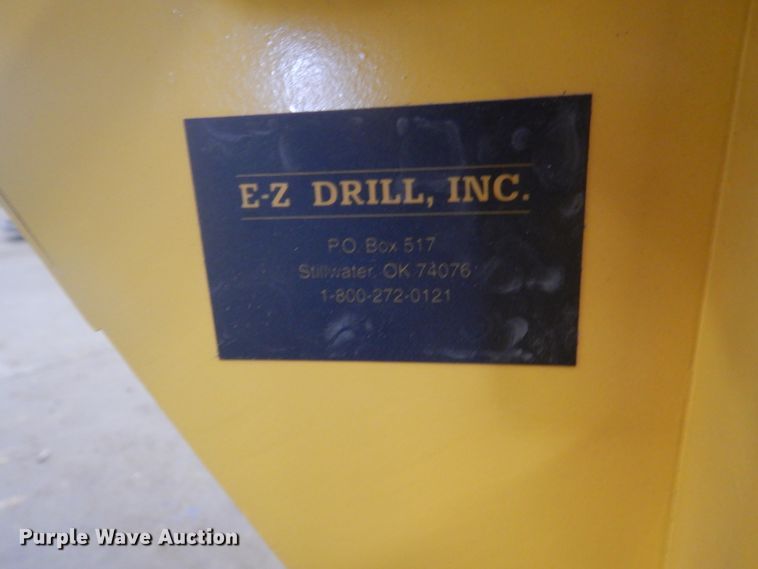 E-Z DRILL, INC.
P.O. Box 517
Stillwater, OK 74076
1-800-272-0121
Purple Wave Auction